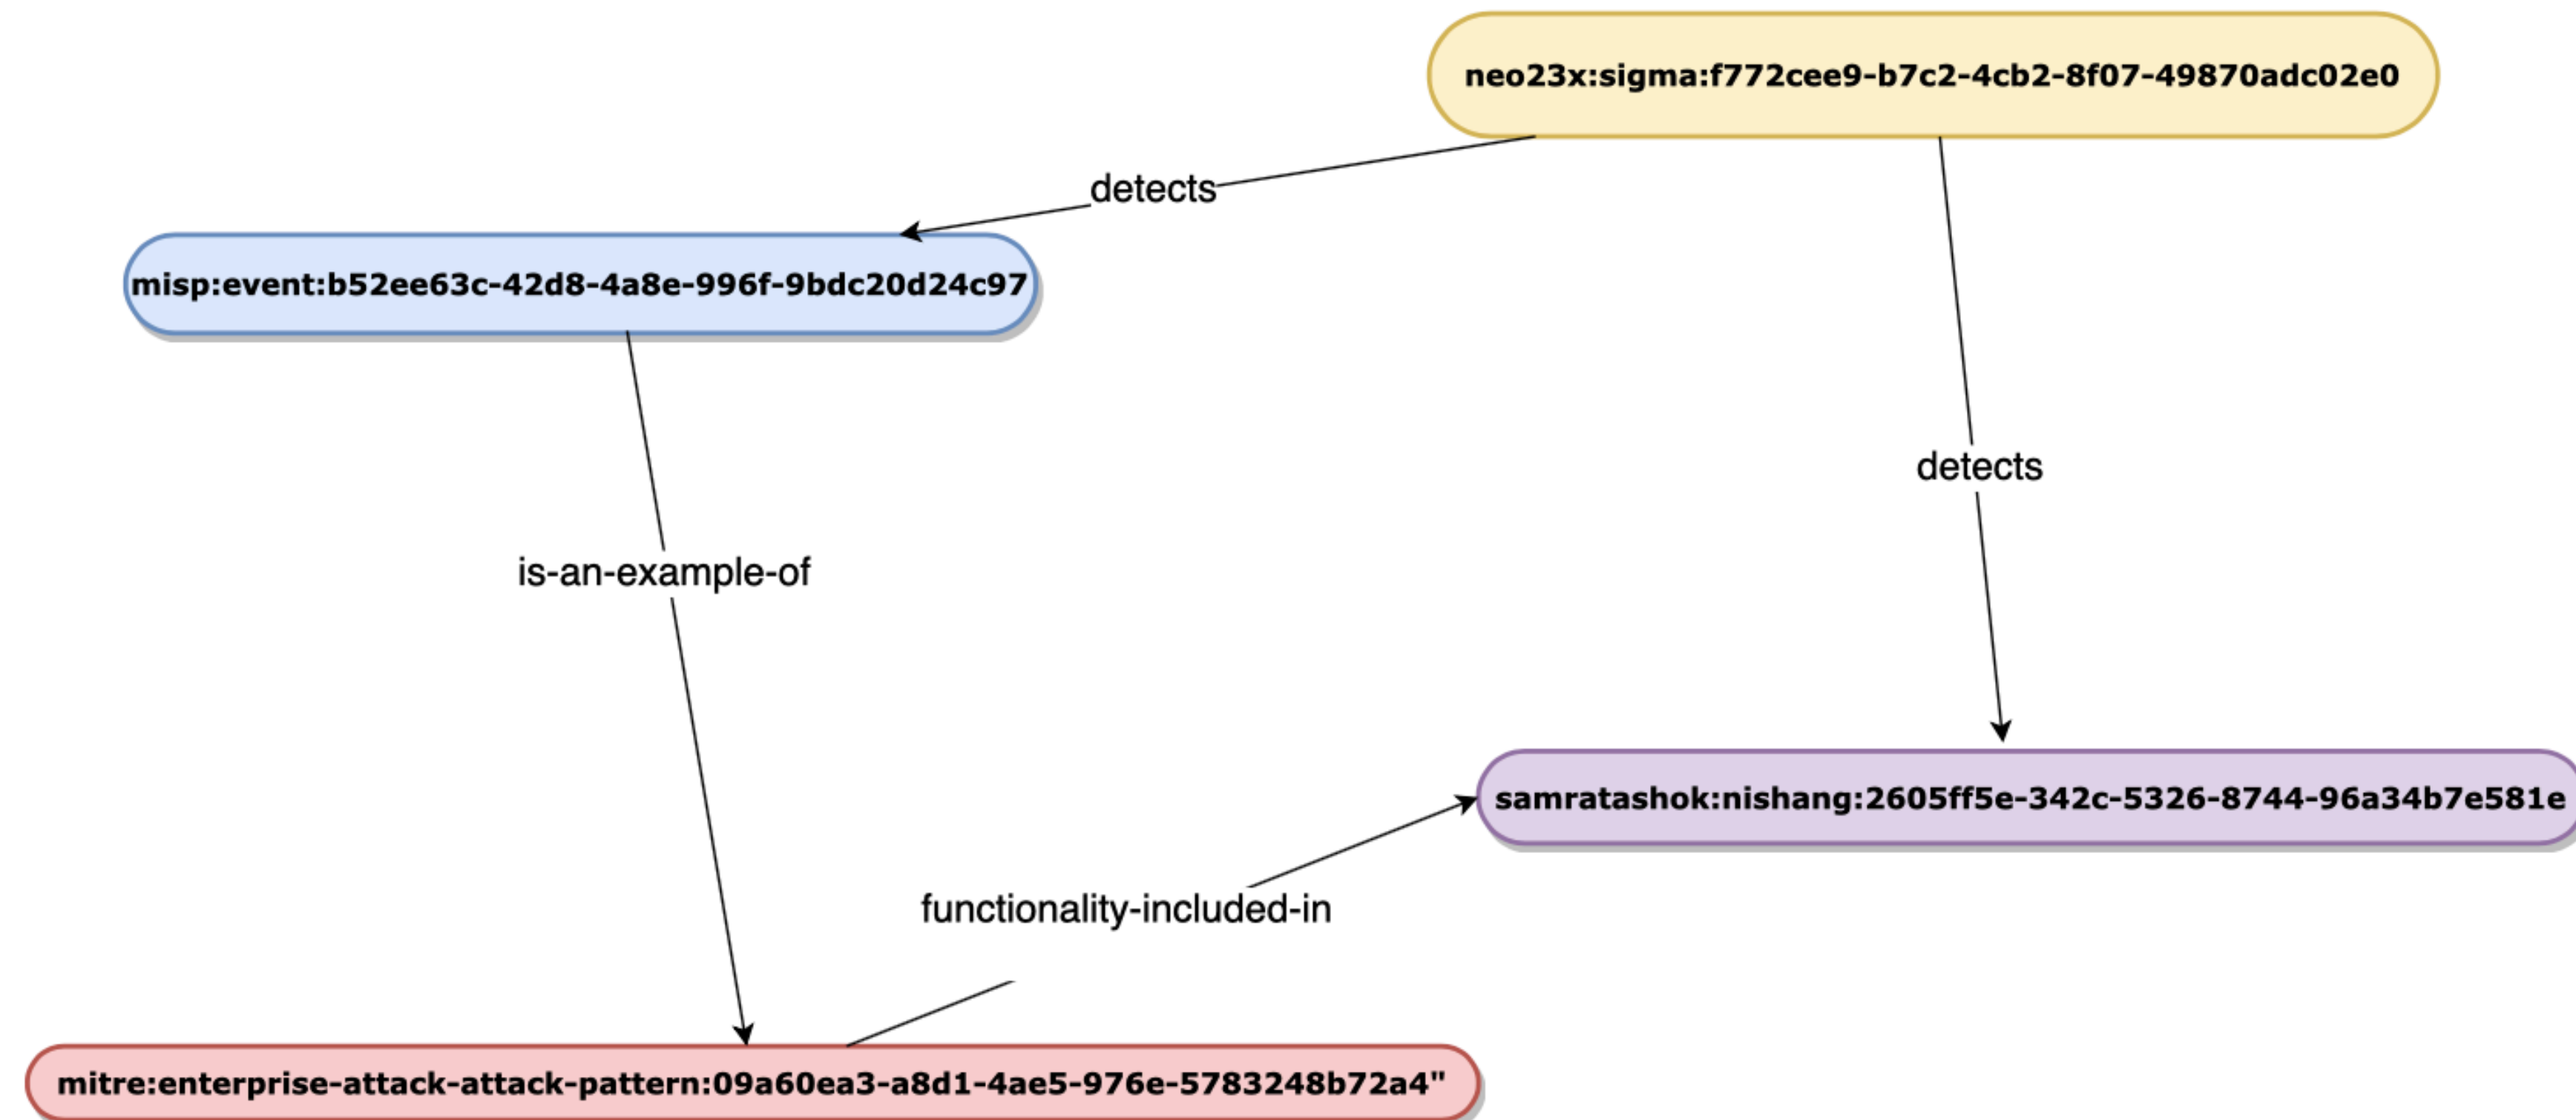 neo23x:sigma:f772cee9-b7c2-4cb2-8f07-49870adc02e0
detects
misp:event:b52ee63c-42d8-4a8e-996f-9bdc20d24c97
detects
is-an-example-of
samratashok:nishang:2605ff5e-342c-5326-8744-96a34b7e581e
functionality-included-in
mitre:enterprise-attack-attack-pattern:09a60ea3-a8d1-4ae5-976e-5783248b72a4"